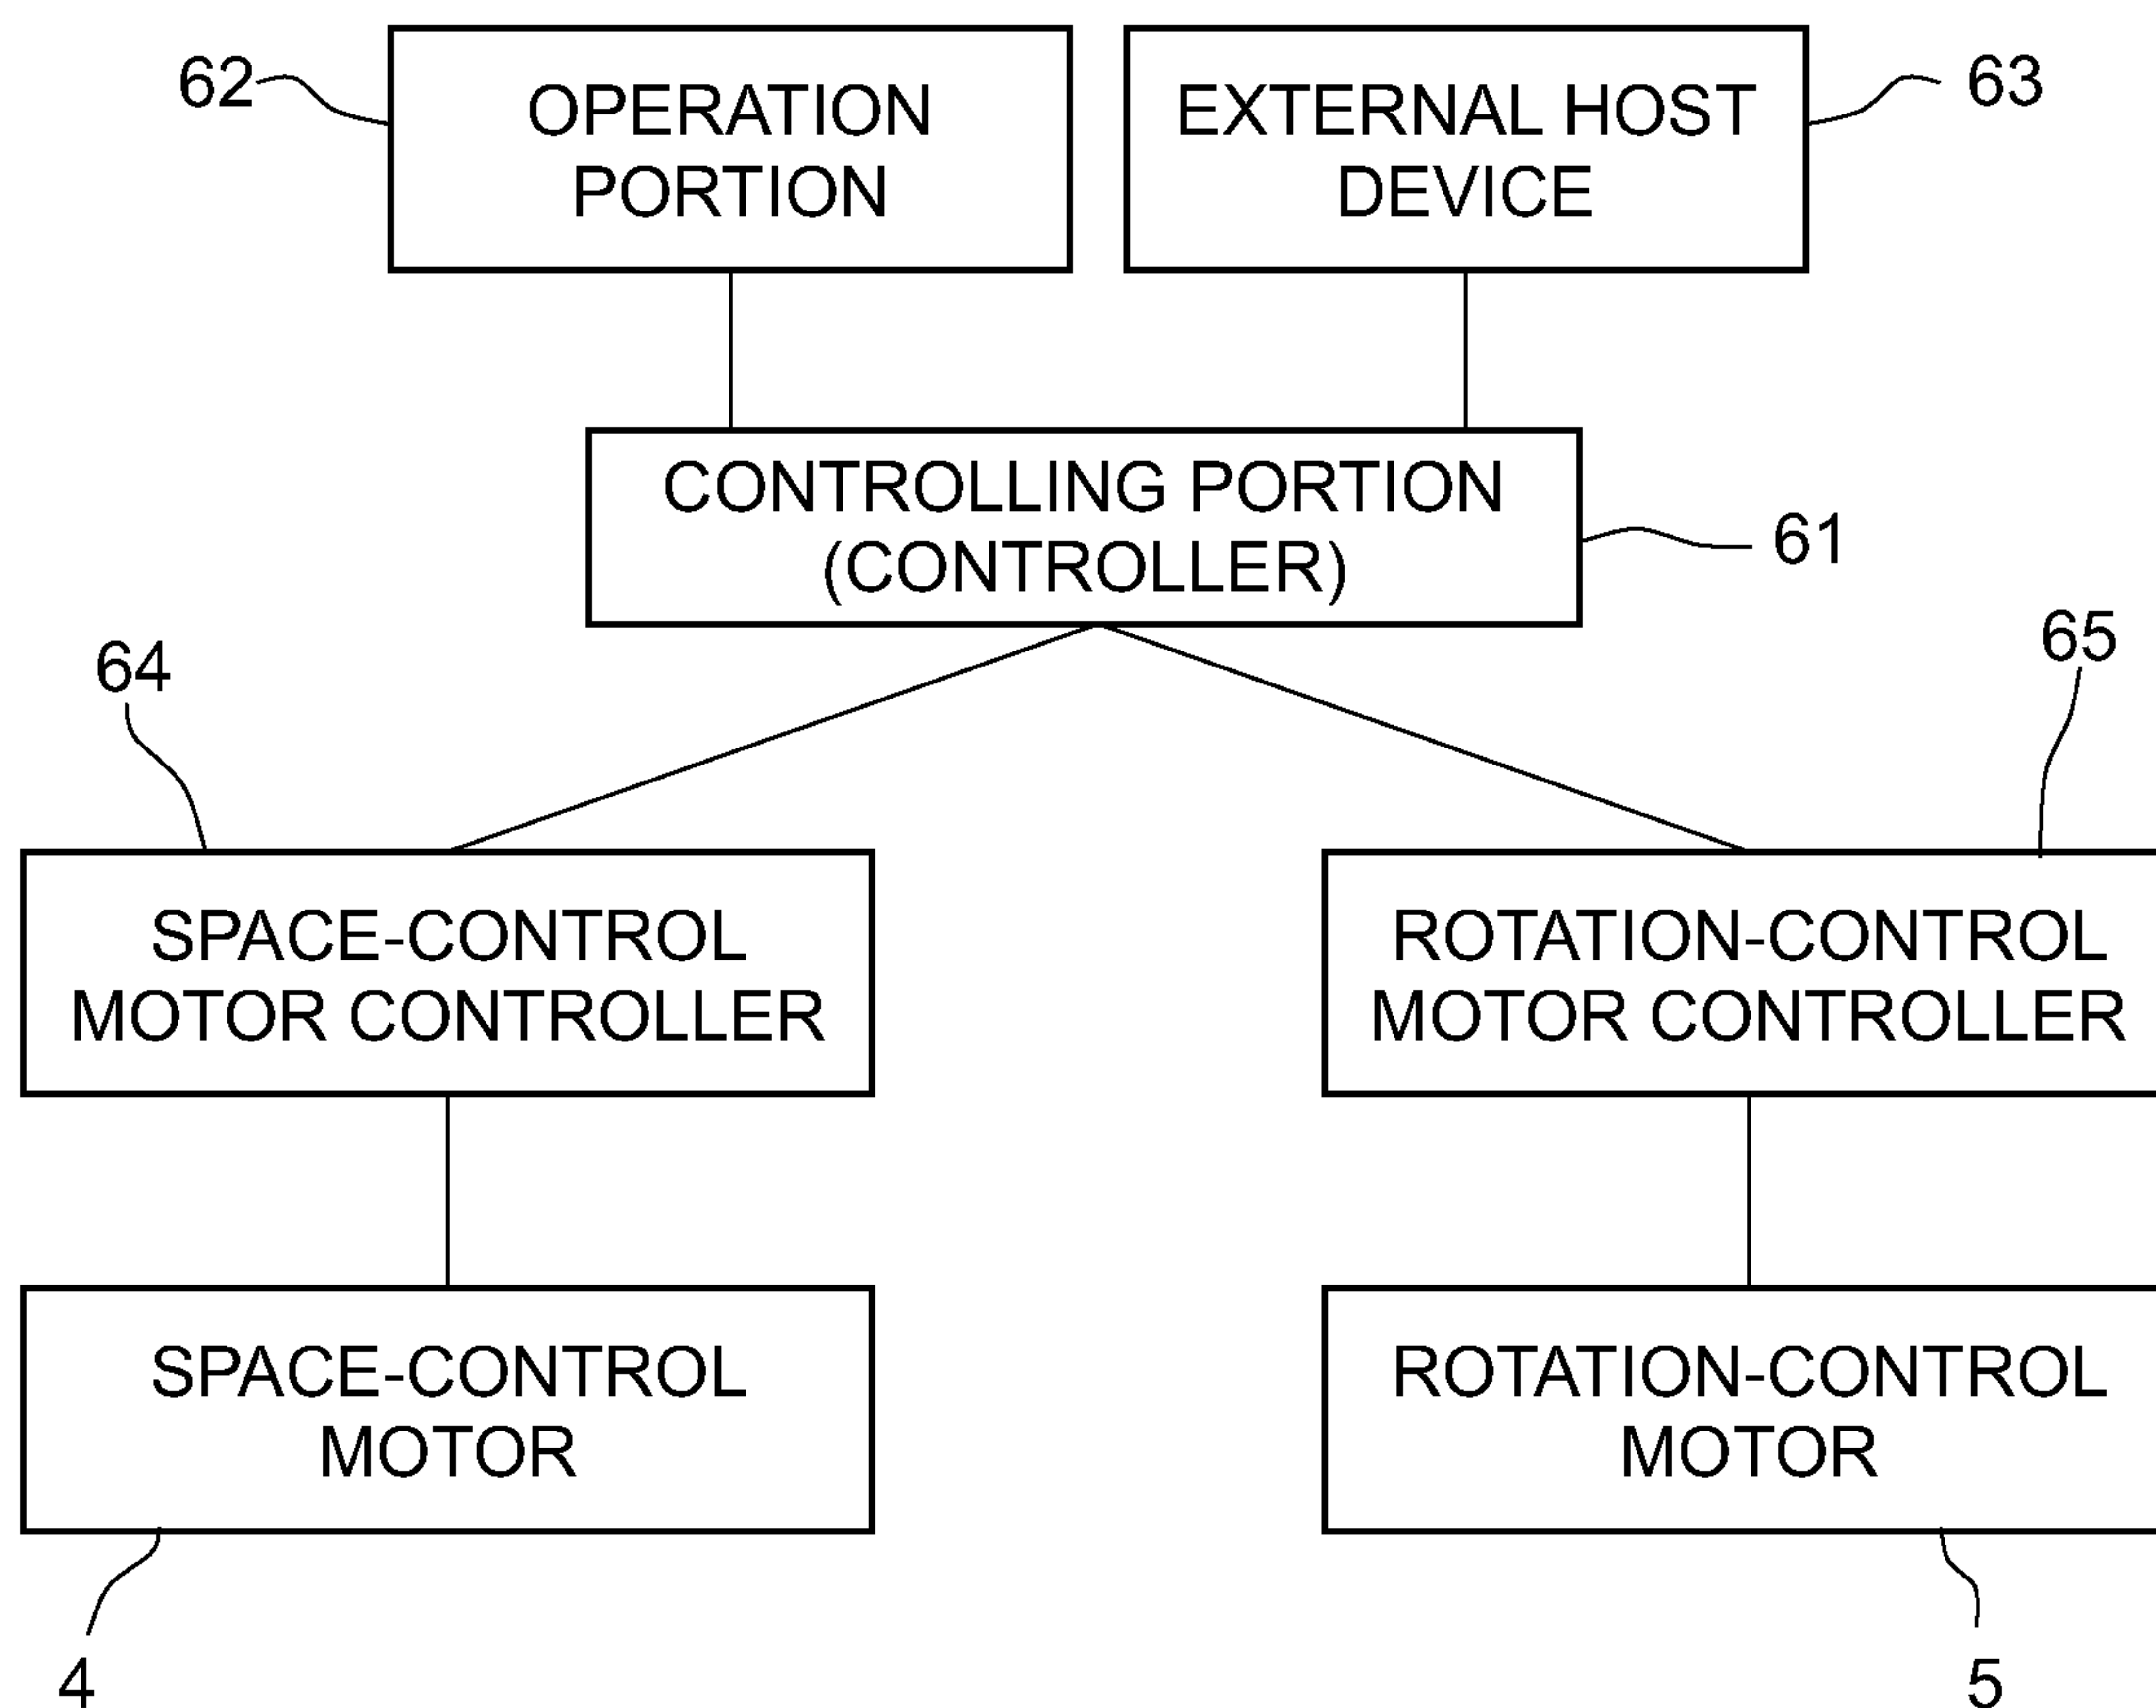 62
OPERATION
PORTION
EXTERNAL HOST
DEVICE
63
CONTROLLING PORTION
(CONTROLLER)
61
64
65
SPACE-CONTROL
MOTOR CONTROLLER
ROTATION-CONTROL
MOTOR CONTROLLER
SPACE-CONTROL
MOTOR
ROTATION-CONTROL
MOTOR
4
5